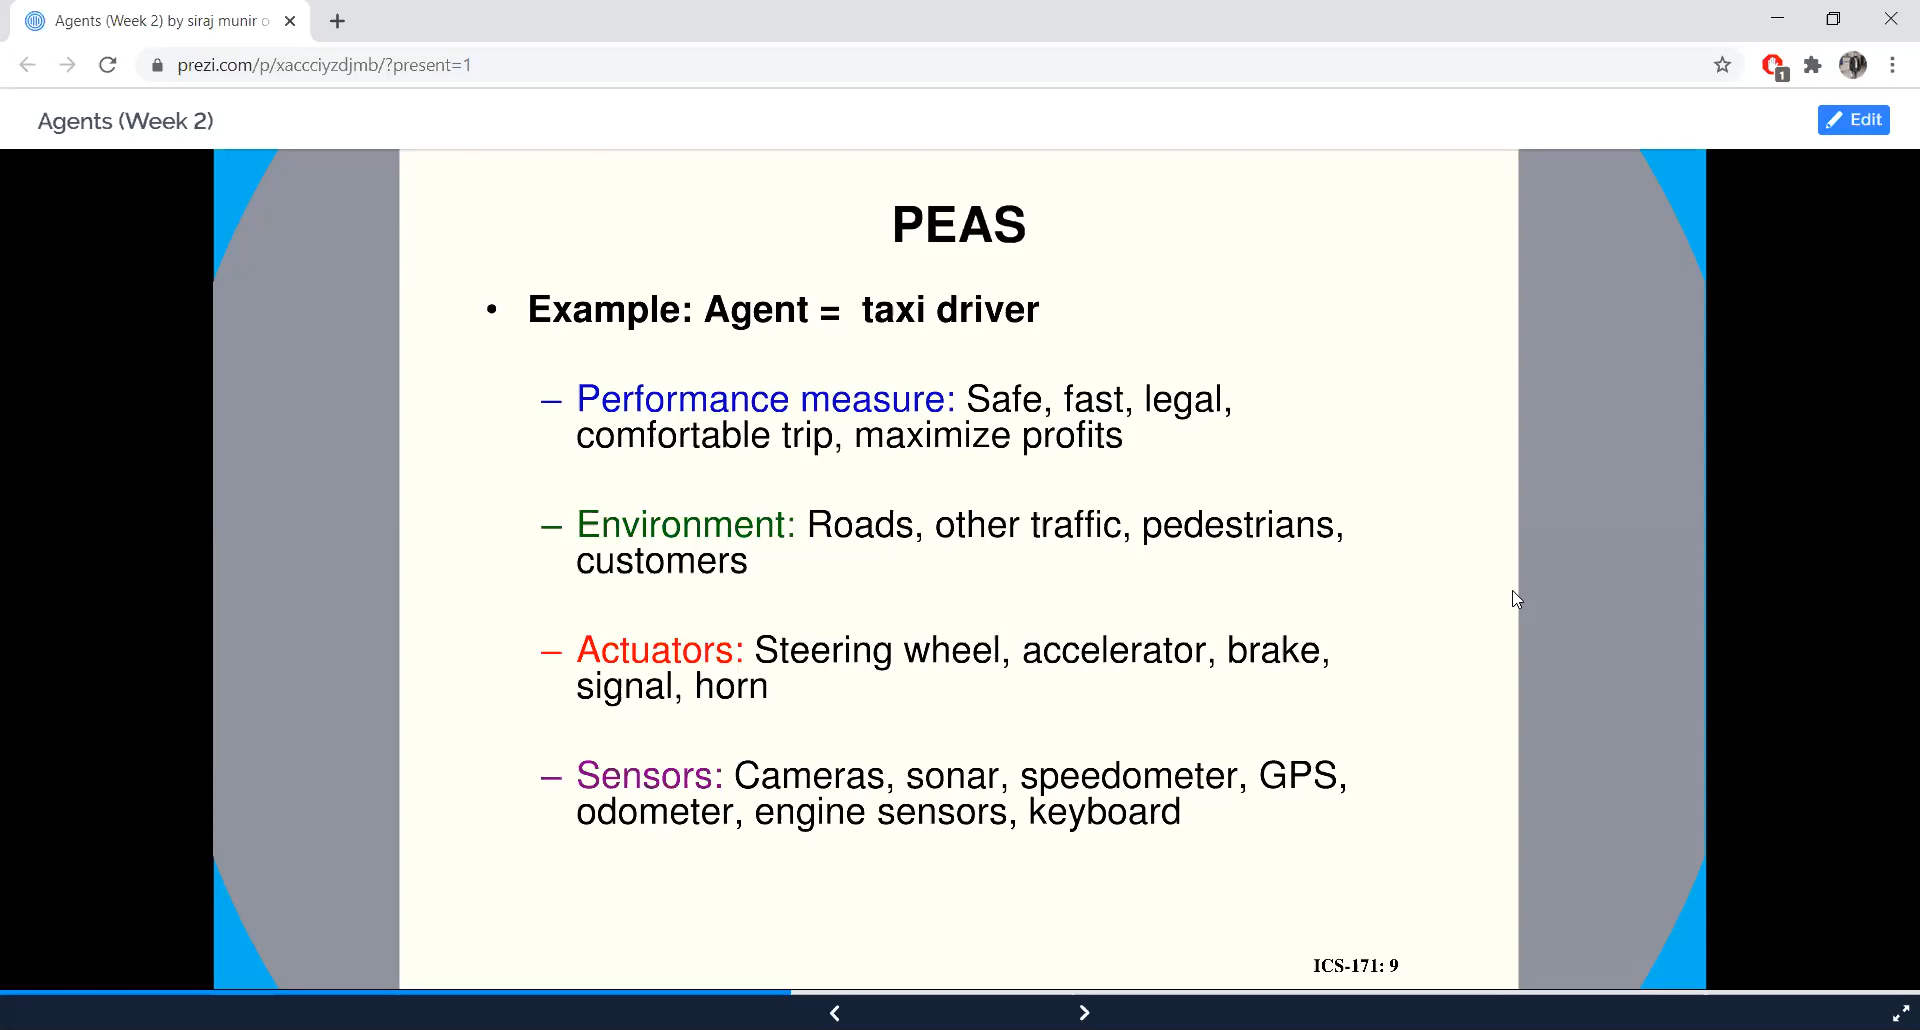 Agents (Week 2) by siraj munir o
prezi.com/p/xaccciyzdjmb/?present=1
1
Agents (Week 2)
Edit
PEAS
• Example: Agent = taxi driver
– Performance measure: Safe, fast, legal,
comfortable trip, maximize profits
– Environment: Roads, other traffic, pedestrians,
customers
– Actuators: Steering wheel, accelerator, brake,
signal, horn
– Sensors: Cameras, sonar, speedometer, GPS,
odometer, engine sensors, keyboard
ICS-171: 9